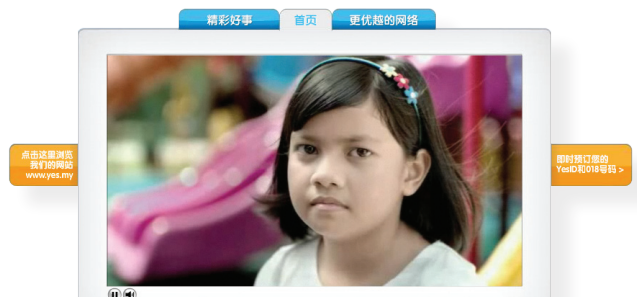 精彩好事
首页
更优越的网络
点击这里浏览
我们的网站
www.yes.my
即时预订您的
YesID和018号码 >